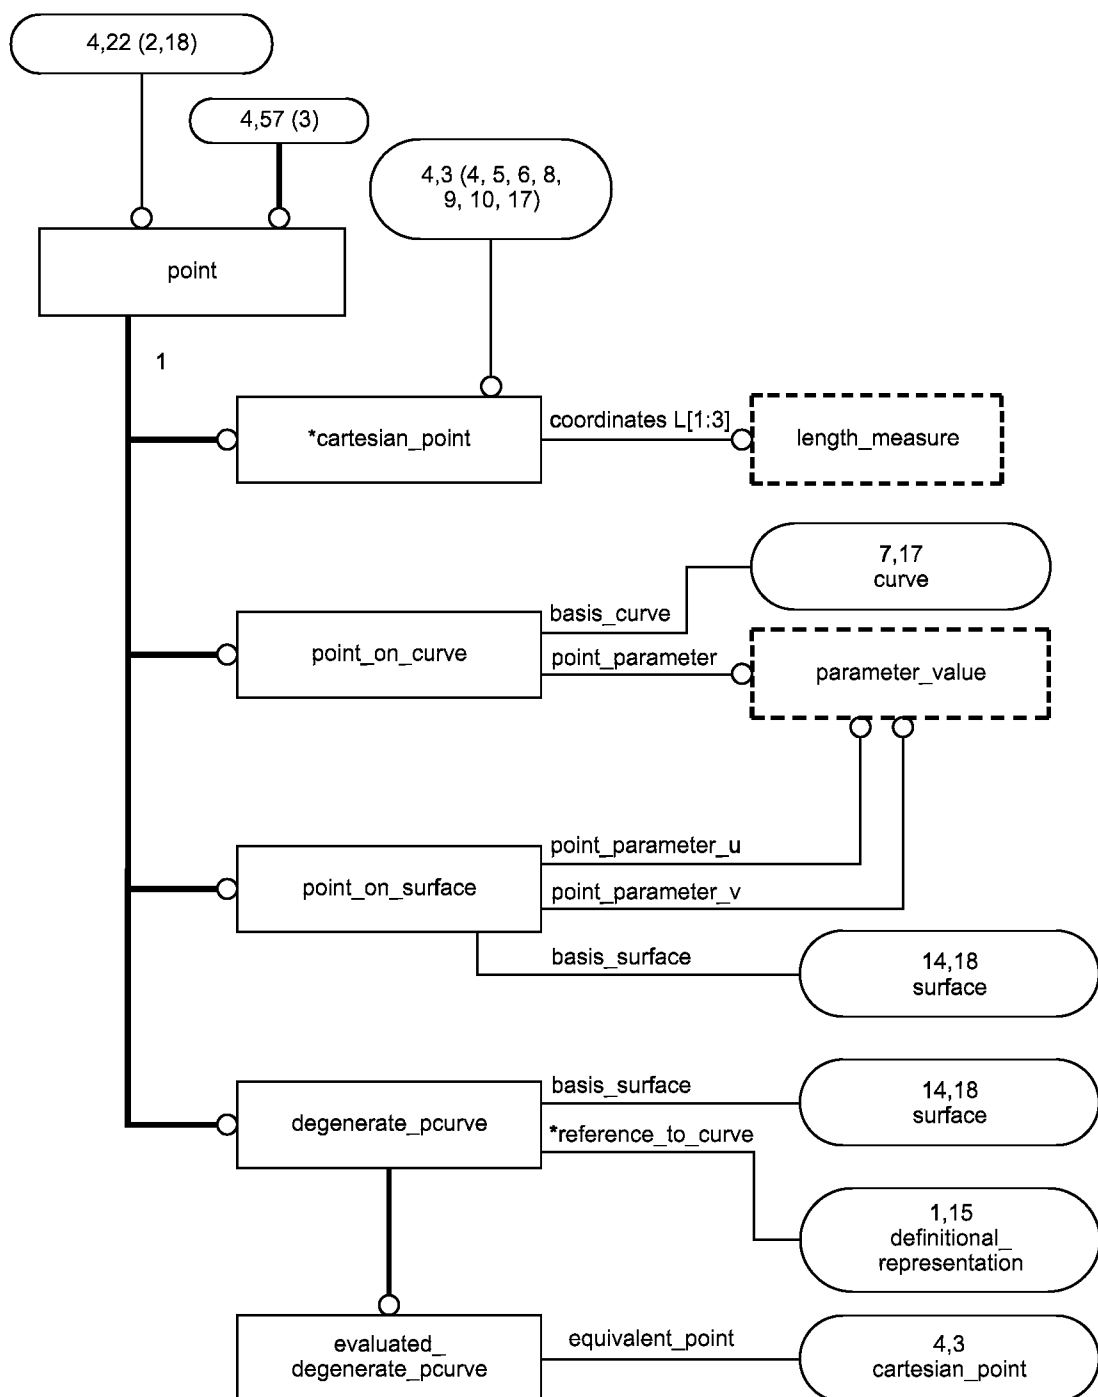 4,22 (2,18)
4,57 (3)
4,3 (4, 5, 6, 8,
9, 10, 17)
point
1
*cartesian_point
coordinates L[1:3]
length_measure
7,17
curve
basis_curve
point_on_curve
point_parameter
parameter_value
point_parameter_u
point_on_surface
point_parameter_v
basis_surface
14,18
surface
basis_surface
14,18
surface
degenerate_pcurve
*reference_to_curve
1,15
definitional_
representation
evaluated_
degenerate_pcurve
equivalent_point
4,3
cartesian_point